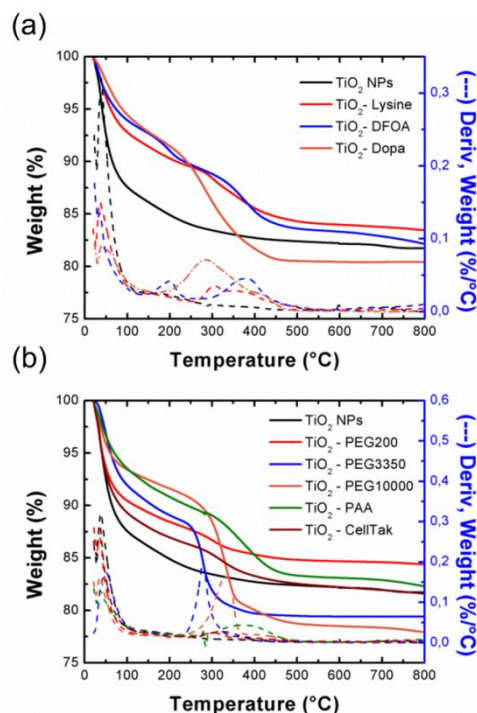 (a)
100
95
90
85
80
75
Weight (%)
0,3
0,2
0,1
0,0
(---) Deriv, Weight (%/°C)
TiO2 NPs
TiO2- Lysine
TiO2- DFOA
TiO2- Dopa
0 100 200 300 400 500 600 700 800
Temperature (°C)
(b)
100
95
90
85
80
75
Weight (%)
0,6
0,5
0,4
0,3
0,2
0,1
0,0
(---) Deriv, Weight (%/°C)
TiO2 NPs
TiO2 - PEG200
TiO2 - PEG3350
TiO2 - PEG10000
TiO2 - PAA
TiO2 - CellTak
0 100 200 300 400 500 600 700 800
Temperature (°C)